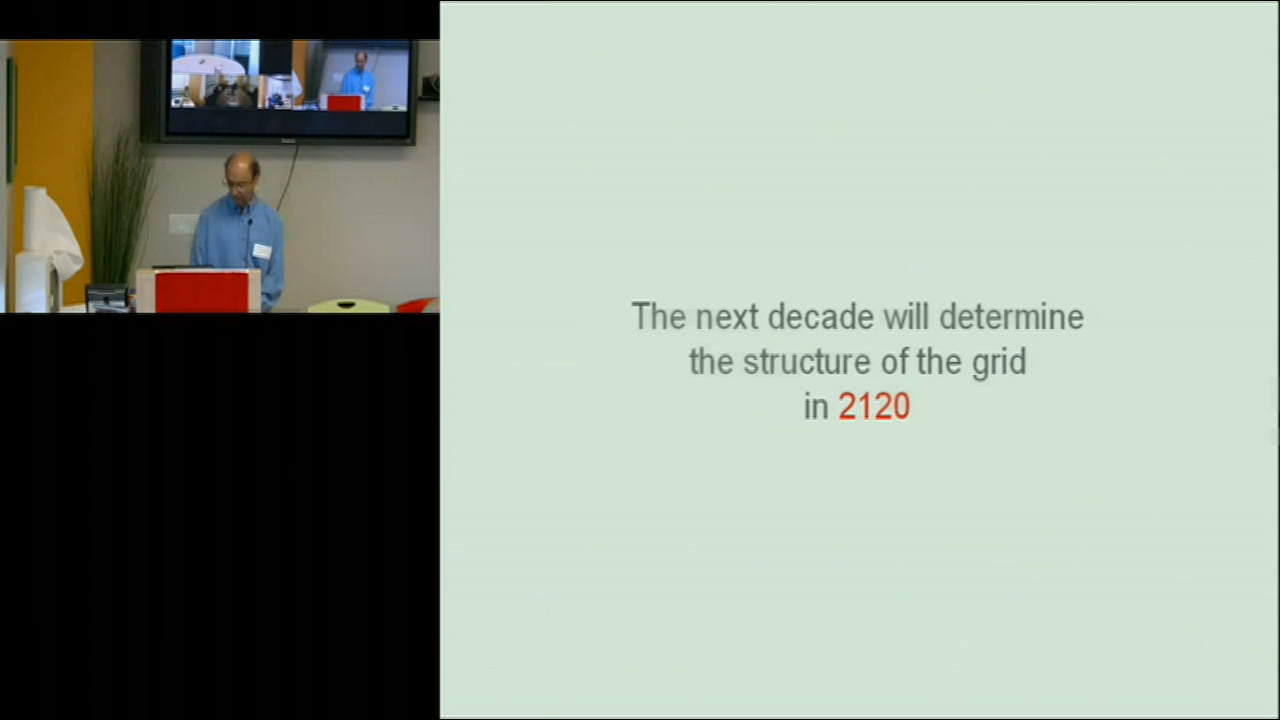 The next decade will determine
the structure of the grid
in 2120